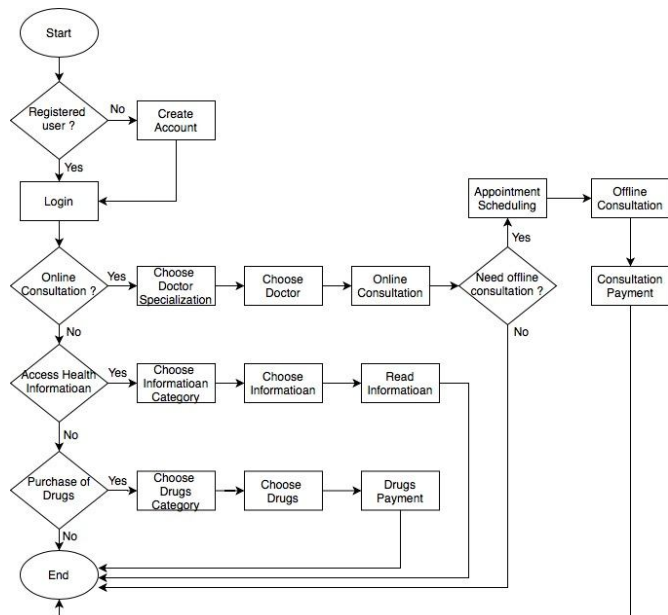 Start
Registered
user ?
No
Create
Account
Yes
Login
Appointment
Scheduling
Offline
Consultation
Yes
Online
Consultation ?
Yes
Choose
Doctor
Specialization
Choose
Doctor
Online
Consultation
Need offline
consultation ?
Consultation
Payment
No
No
Access Health
Informatioan
Yes
Choose
Informatioan
Category
Choose
Informatioan
Read
Informatioan
No
Purchase of
Drugs
Yes
Choose
Drugs
Category
Choose
Drugs
Drugs
Payment
No
End